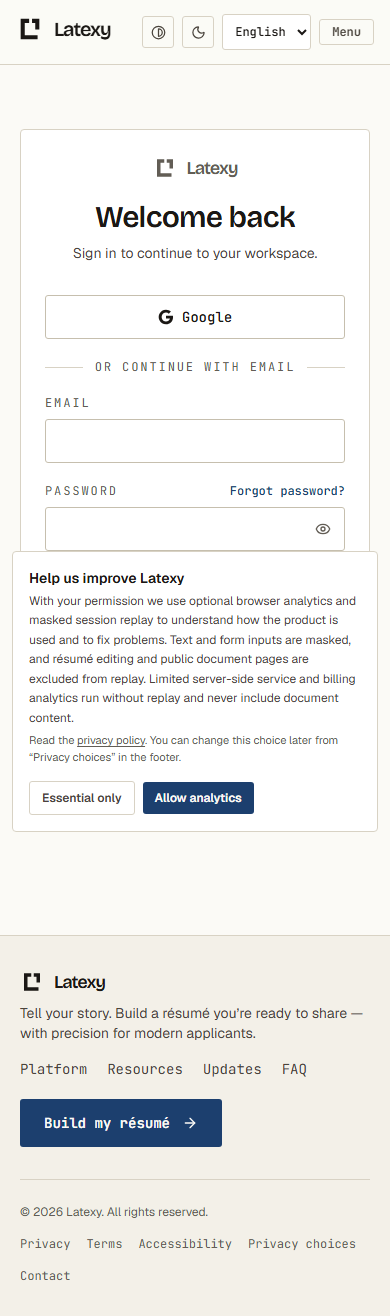 Latexy
English
Menu
Latexy
Welcome back
Sign in to continue to your workspace.
Google
OR CONTINUE WITH EMAIL
EMAIL
PASSWORD
Forgot password?
Help us improve Latexy
With your permission we use optional browser analytics and
masked session replay to understand how the product is
used and to fix problems. Text and form inputs are masked,
and résumé editing and public document pages are
excluded from replay. Limited server-side service and billing
analytics run without replay and never include document
content.
Read the privacy policy. You can change this choice later from
“Privacy choices” in the footer.
Essential only
Allow analytics
Latexy
Tell your story. Build a résumé you’re ready to share —
with precision for modern applicants.
Platform Resources Updates FAQ
Build my résumé →
© 2026 Latexy. All rights reserved.
Privacy Terms Accessibility Privacy choices
Contact